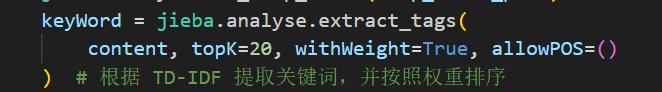 keyWord = jieba.analyse.extract_tags(
content, topK=20, withWeight=True, allowPOS=()
) # 根据 TD-IDF 提取关键词，并按照权重排序